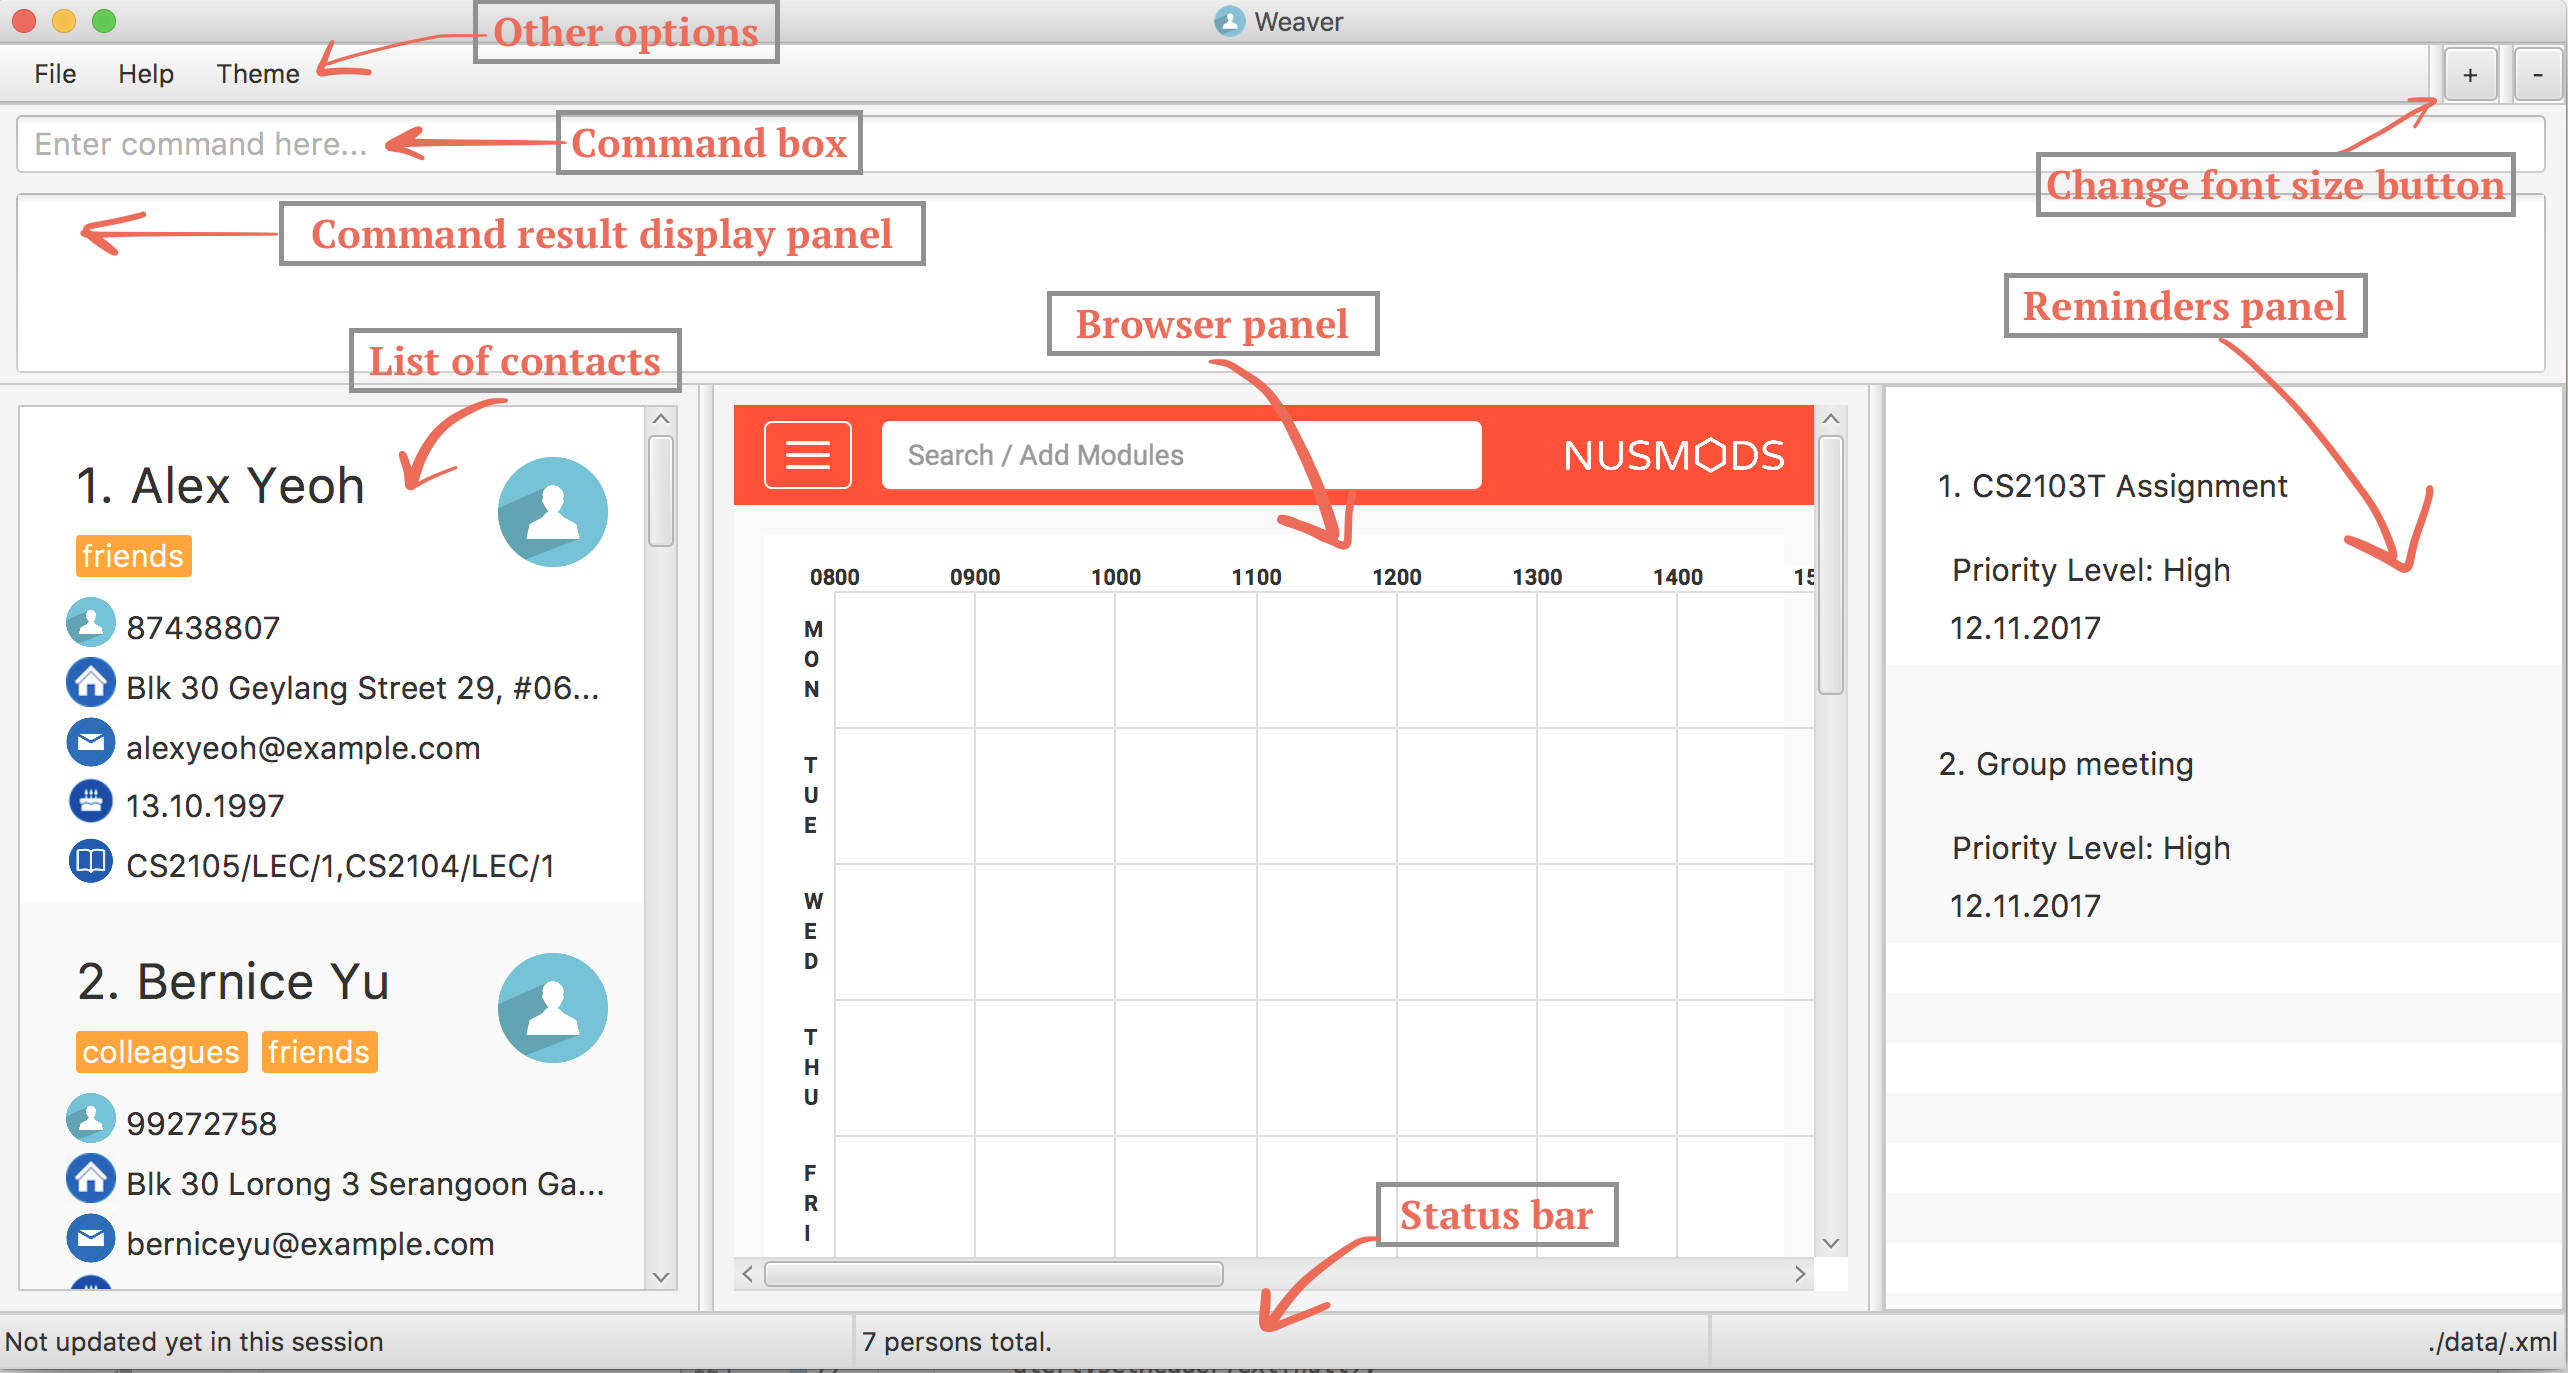 Weaver
Other options
File Help Theme
+ -
Enter command here...
Command box
Change font size button
Command result display panel
Reminders panel
Browser panel
List of contacts
1. Alex Yeoh
friends
87438807
Blk 30 Geylang Street 29, #06...
alexyeoh@example.com
13.10.1997
CS2105/LEC/1,CS2104/LEC/1
2. Bernice Yu
colleagues friends
99272758
Blk 30 Lorong 3 Serangoon Ga...
berniceyu@example.com
Search / Add Modules
NUSMODS
0800 0900 1000 1100 1200 1300 1400 15
MON
TUE
WED
THU
FRI
1. CS2103T Assignment
Priority Level: High
12.11.2017
2. Group meeting
Priority Level: High
12.11.2017
Status bar
Not updated yet in this session
7 persons total.
./data/.xml